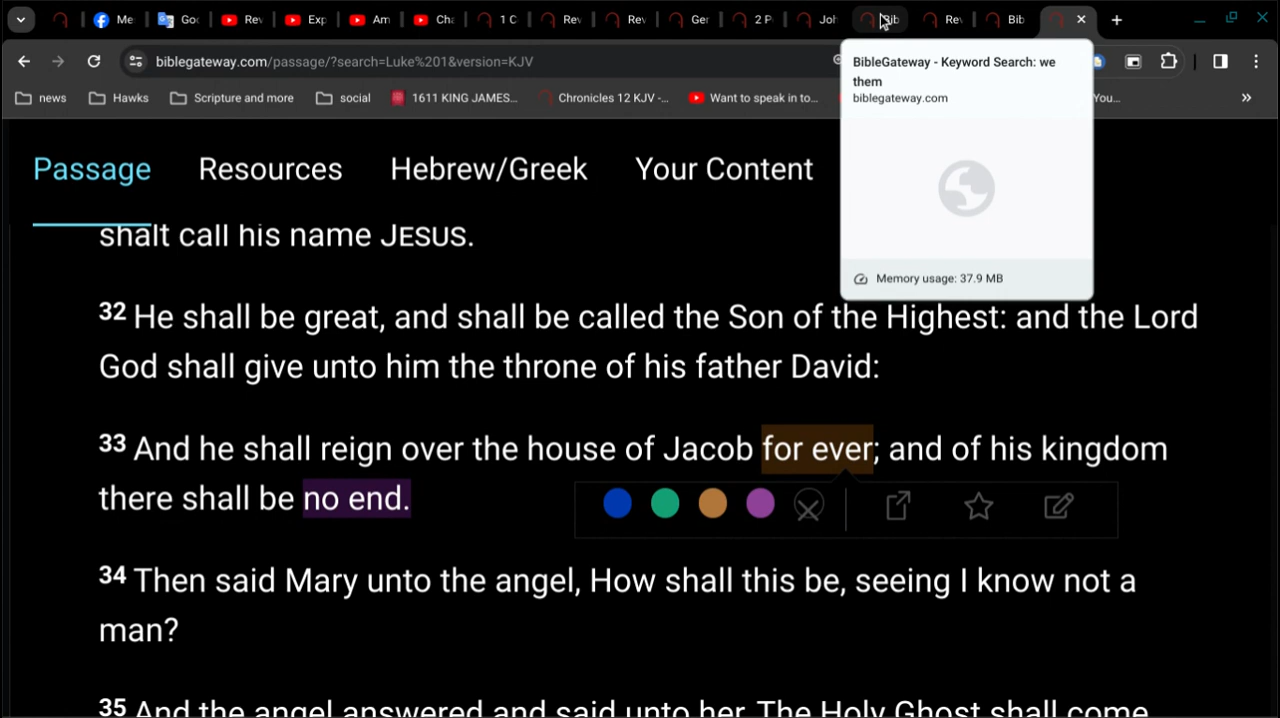 Me
Goo
Rev
Exp
Am
Cha
1 C
Rev
Rev
Ger
2 P
Joh
Bib
Rev
Bib
biblegateway.com/passage/?search=Luke%201&version=KJV
BibleGateway - Keyword Search: we
them
biblegateway.com
Memory usage: 37.9 MB
news
Hawks
Scripture and more
social
1611 KING JAMES...
Chronicles 12 KJV -...
Want to speak in to...
You...
Passage
Resources
Hebrew/Greek
Your Content
shalt call his name JESUS.
32 He shall be great, and shall be called the Son of the Highest: and the Lord
God shall give unto him the throne of his father David:
33 And he shall reign over the house of Jacob for ever; and of his kingdom
there shall be no end.
34 Then said Mary unto the angel, How shall this be, seeing I know not a
man?
35 And the angel answered and said unto her, The Holy Ghost shall come